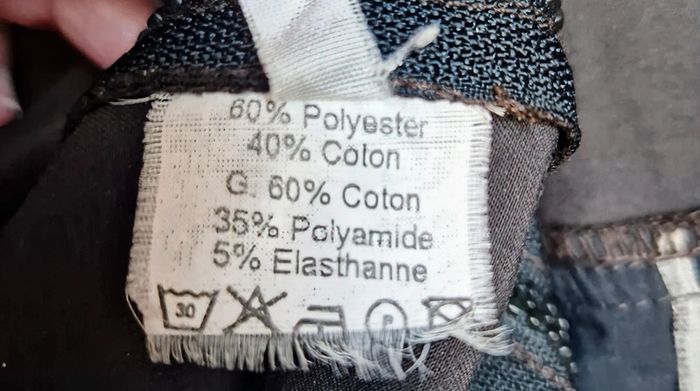 60% Polyester
40% Coton
G. 60% Coton
35% Polyamide
5% Elasthanne
30 P